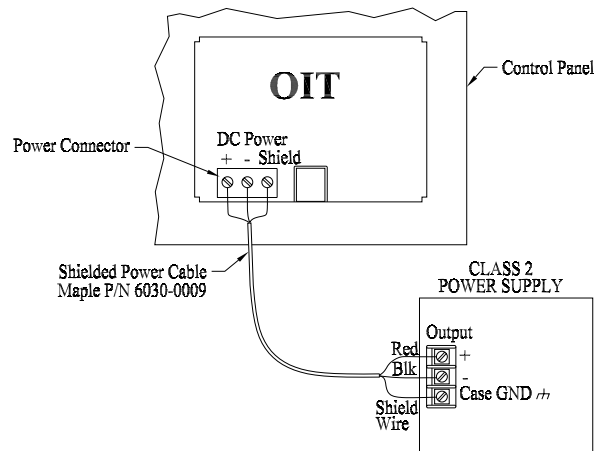 OIT
Control Panel
Power Connector
DC Power
+ - Shield
Shielded Power Cable
Maple P/N 6030-0009
CLASS 2
POWER SUPPLY
Output
Red +
Blk -
Case GND
Shield
Wire